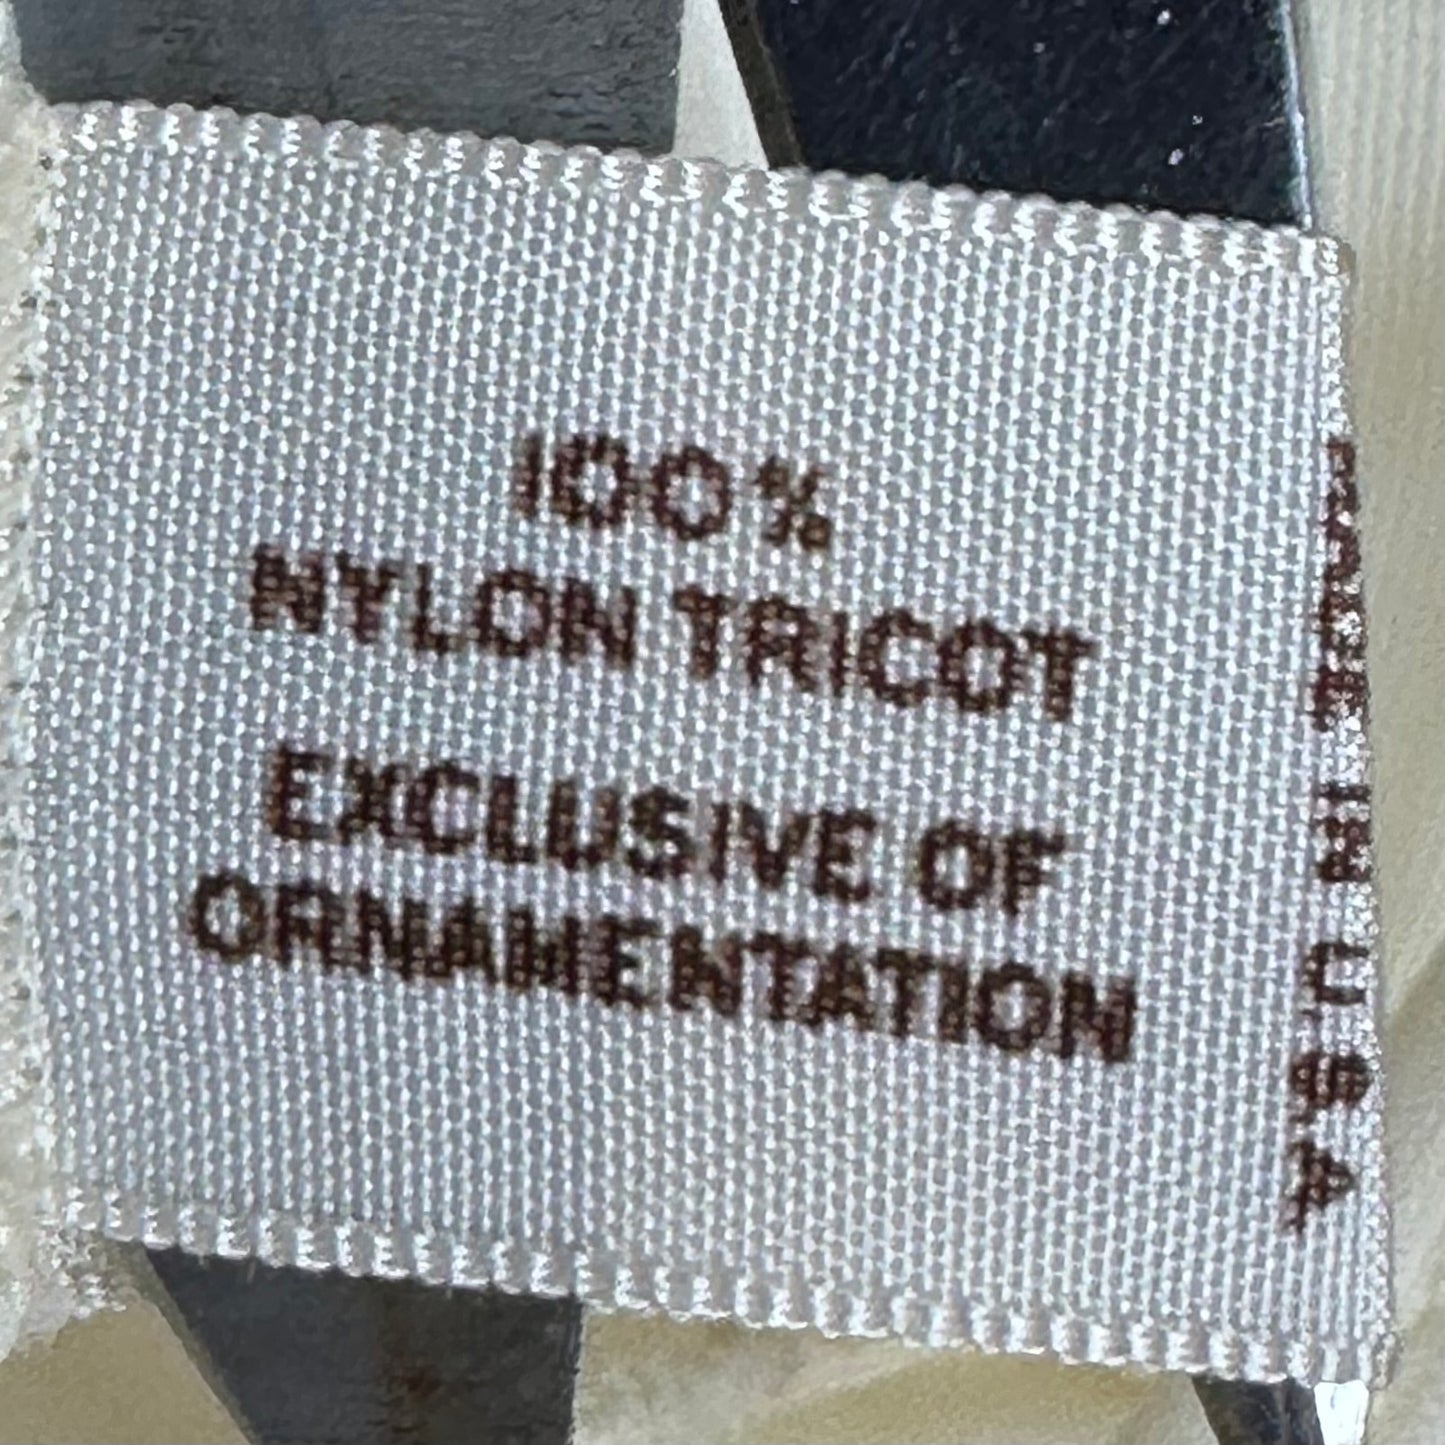 100%
NYLON TRICOT
EXCLUSIVE OF
ORNAMENTATION
MADE IN U.S.A